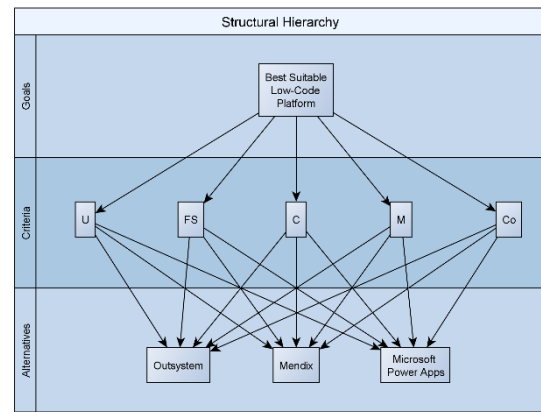 Structural Hierarchy
Goals
Best Suitable
Low-Code
Platform
Criteria
U
FS
C
M
Co
Alternatives
Outsystem
Mendix
Microsoft
Power Apps